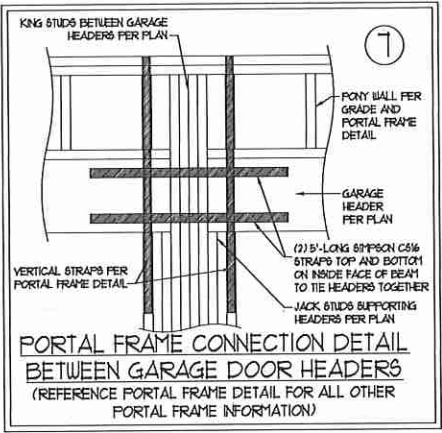 KING STUDS BETWEEN GARAGE
HEADERS PER PLAN
7
PONY WALL PER
GRADE AND
PORTAL FRAME
DETAIL
GARAGE
HEADER
PER PLAN
(2) 5'-LONG SIMPSON CS16
STRAPS TOP AND BOTTOM
ON INSIDE FACE OF BEAM
TO TIE HEADERS TOGETHER
VERTICAL STRAPS PER
PORTAL FRAME DETAIL
JACK STUDS SUPPORTING
HEADERS PER PLAN
PORTAL FRAME CONNECTION DETAIL
BETWEEN GARAGE DOOR HEADERS
(REFERENCE PORTAL FRAME DETAIL FOR ALL OTHER
PORTAL FRAME INFORMATION)